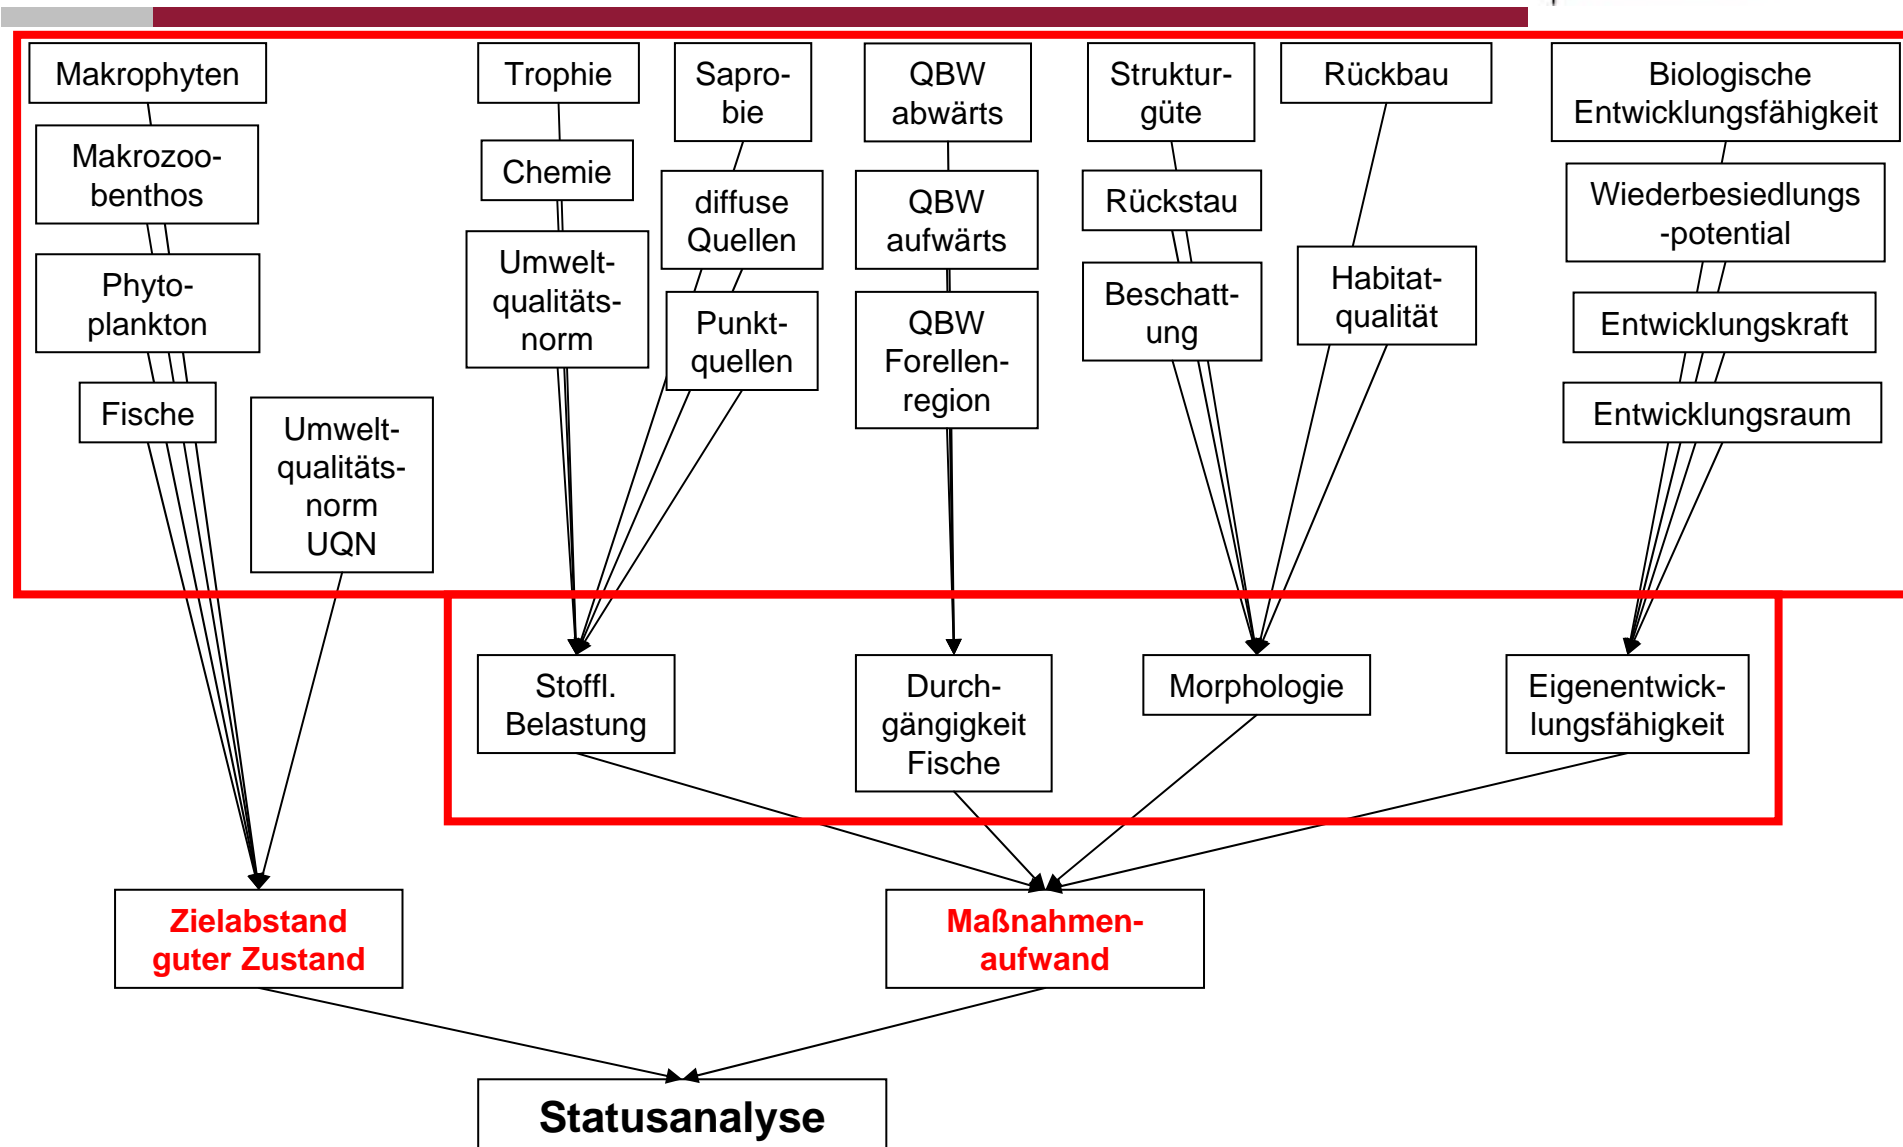 Makrophyten
Makrozoo-
benthos
Phyto-
plankton
Fische
Umwelt-
qualitäts-
norm
UQN
Trophie
Chemie
Umwelt-
qualitäts-
norm
Sapro-
bie
diffuse
Quellen
Punkt-
quellen
QBW
abwärts
QBW
aufwärts
QBW
Forellen-
region
Struktur-
güte
Rückstau
Beschatt-
ung
Rückbau
Habitat-
qualität
Biologische
Entwicklungsfähigkeit
Wiederbesiedlungs
-potential
Entwicklungskraft
Entwicklungsraum
Stoffl.
Belastung
Durch-
gängigkeit
Fische
Morphologie
Eigenentwick-
lungsfähigkeit
Zielabstand
guter Zustand
Maßnahmen-
aufwand
Statusanalyse